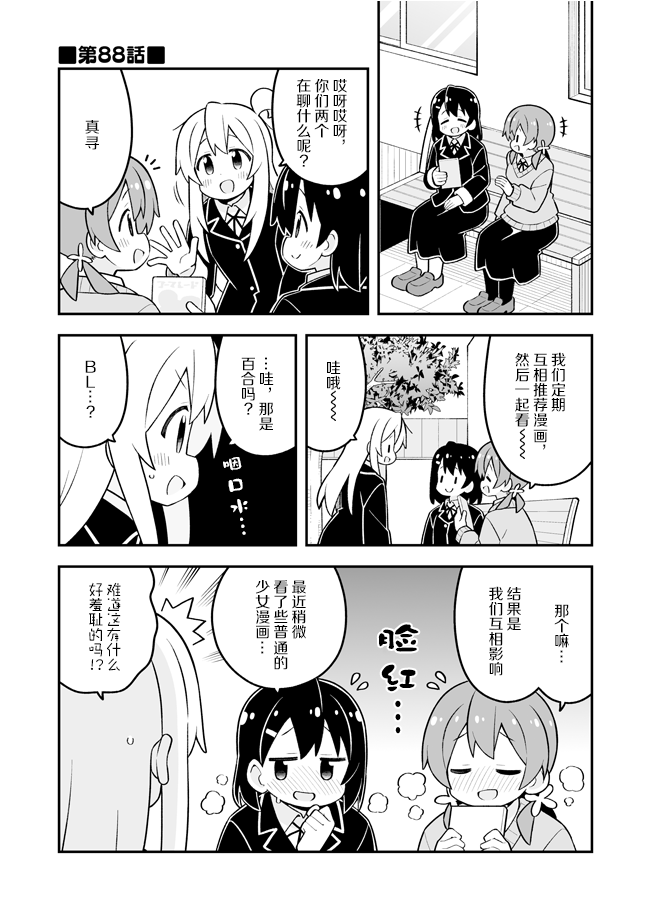 ■第88話■
哎呀哎呀，
你们两个
在聊什么呢？
真寻
我们定期
互相推荐漫画，
然后一起看～～
哇哦～～
…哇，那是
百合吗？
咽口水…
BL…？
那个嘛…
结果是
我们互相影响
脸红…
最近稍微
看了些普通的
少女漫画…
难道这有什么
好羞耻的吗!?